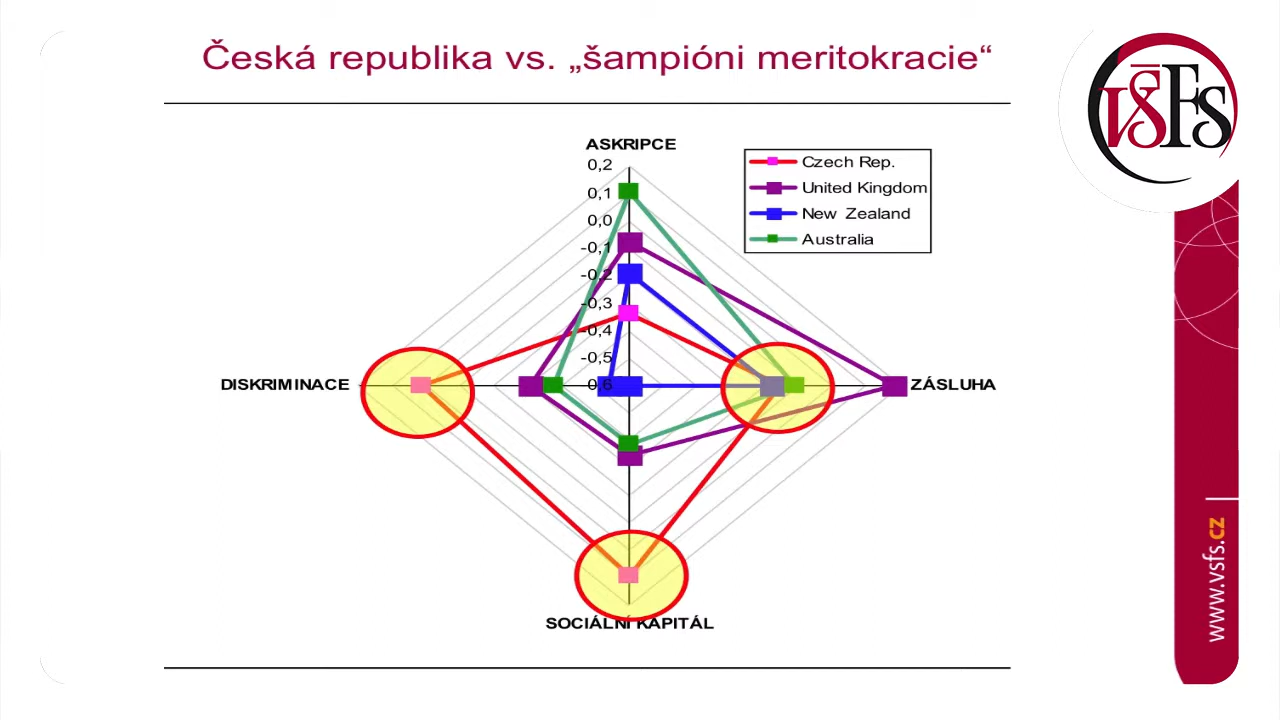 Česká republika vs. „šampióni meritokracie“
VŠFS
ASKRIPCE
0,2
0,1
0,0
-0,1
-0,2
-0,3
-0,4
-0,5
0,6
Czech Rep.
United Kingdom
New Zealand
Australia
DISKRIMINACE
ZÁSLUHA
SOCIÁLNÍ KAPITÁL
www.vsfs.cz